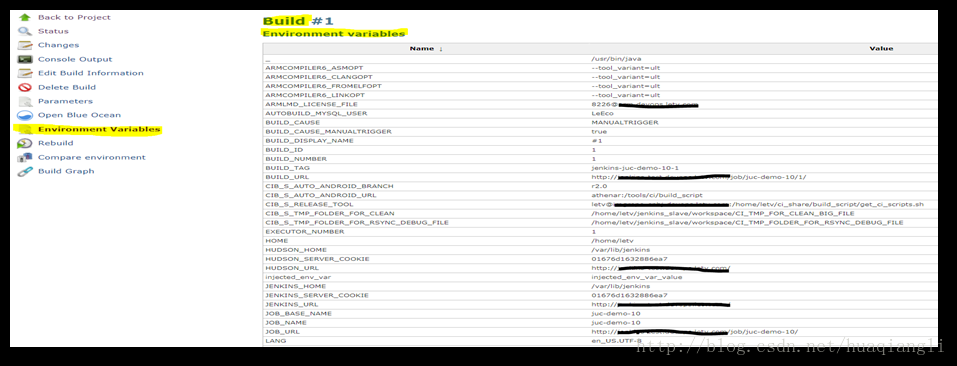 Back to Project
Status
Changes
Console Output
Edit Build Information
Delete Build
Parameters
Open Blue Ocean
Environment Variables
Rebuild
Compare environment
Build Graph
Build #1
Environment variables
Name ↓ Value
_ /usr/bin/java
ARMCOMPILER6_ASMOPT --tool_variant=ult
ARMCOMPILER6_CLANGOPT --tool_variant=ult
ARMCOMPILER6_FROMELFOPT --tool_variant=ult
ARMCOMPILER6_LINKOPT --tool_variant=ult
ARMLMD_LICENSE_FILE 8226@
AUTOBUILD_MYSQL_USER LeEco
BUILD_CAUSE MANUALTRIGGER
BUILD_CAUSE_MANUALTRIGGER true
BUILD_DISPLAY_NAME #1
BUILD_ID 1
BUILD_NUMBER 1
BUILD_TAG jenkins-juc-demo-10-1
BUILD_URL http:/ /job/juc-demo-10/1/
CIB_S_AUTO_ANDROID_BRANCH r2.0
CIB_S_AUTO_ANDROID_URL athenar:/tools/ci/build_script
CIB_S_RELEASE_TOOL letv@ :/home/letv/ci_share/build_script/get_ci_scripts.sh
CIB_S_TMP_FOLDER_FOR_CLEAN /home/letv/jenkins_slave/workspace/CI_TMP_FOR_CLEAN_BIG_FILE
CIB_S_TMP_FOLDER_FOR_RSYNC_DEBUG_FILE /home/letv/jenkins_slave/workspace/CI_TMP_FOLDER_FOR_RSYNC_DEBUG_FILE
EXECUTOR_NUMBER 1
HOME /home/letv
HUDSON_HOME /var/lib/jenkins
HUDSON_SERVER_COOKIE 01676d1632886ea7
HUDSON_URL http:/ /
injected_env_var injected_env_var_value
JENKINS_HOME /var/lib/jenkins
JENKINS_SERVER_COOKIE 01676d1632886ea7
JENKINS_URL http:/
JOB_BASE_NAME juc-demo-10
JOB_NAME juc-demo-10
JOB_URL http:/ /job/juc-demo-10/
LANG en_US.UTF-8
http://blog.csdn.net/huaqiangli